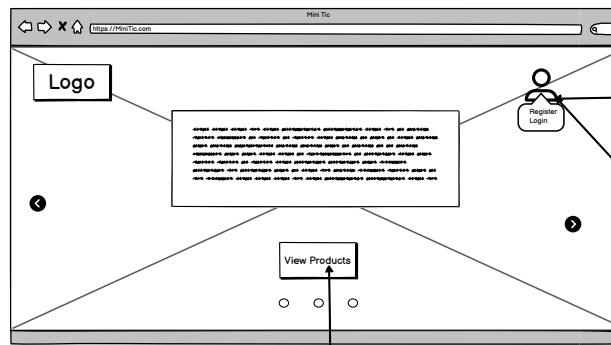 Mini Tic
https://MiniTic.com
Logo
Register
Login
View Products